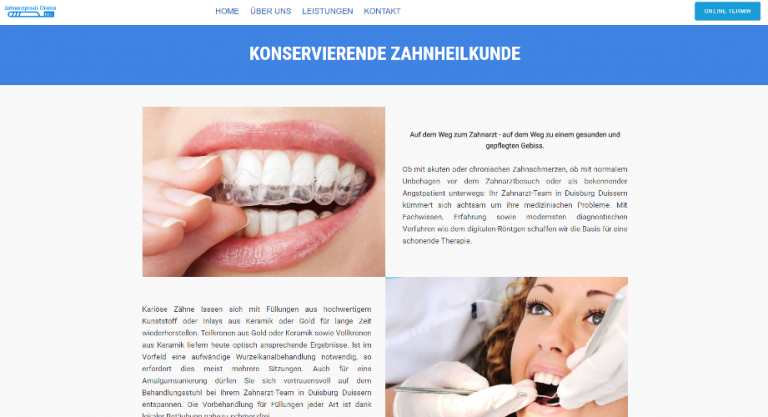 Zahnarztpraxis Dilessa
HOME ÜBER UNS LEISTUNGEN KONTAKT
ONLINE TERMIN
KONSERVIERENDE ZAHNHEILKUNDE
Auf dem Weg zum Zahnarzt - auf dem Weg zu einem gesunden und
gepflegten Gebiss.
Ob mit akuten oder chronischen Zahnschmerzen, ob mit normalem
Unbehagen vor dem Zahnarztbesuch oder als bekennender
Angstpatient unterwegs: Ihr Zahnarzt-Team in Duisburg Duissern
kümmert sich achtsam um ihre medizinischen Probleme. Mit
Fachwissen, Erfahrung sowie modernsten diagnostischen
Verfahren wie dem digitalen Röntgen schaffen wir die Basis für eine
schonende Therapie.
Kariöse Zähne lassen sich mit Füllungen aus hochwertigem
Kunststoff oder Inlays aus Keramik oder Gold für lange Zeit
wiederherstellen. Teilkronen aus Gold oder Keramik sowie Vollkronen
aus Keramik liefern heute optisch ansprechende Ergebnisse. Ist im
Vorfeld eine aufwändige Wurzelkanalbehandlung notwendig, so
erfordert dies meist mehrere Sitzungen. Auch für eine
Amalgamsanierung dürfen Sie sich vertrauensvoll auf dem
Behandlungsstuhl bei Ihrem Zahnarzt-Team in Duisburg Duissern
entspannen. Die Vorbehandlung für Füllungen jeder Art ist dank
lokaler Betäubung nahezu schmerzfrei.